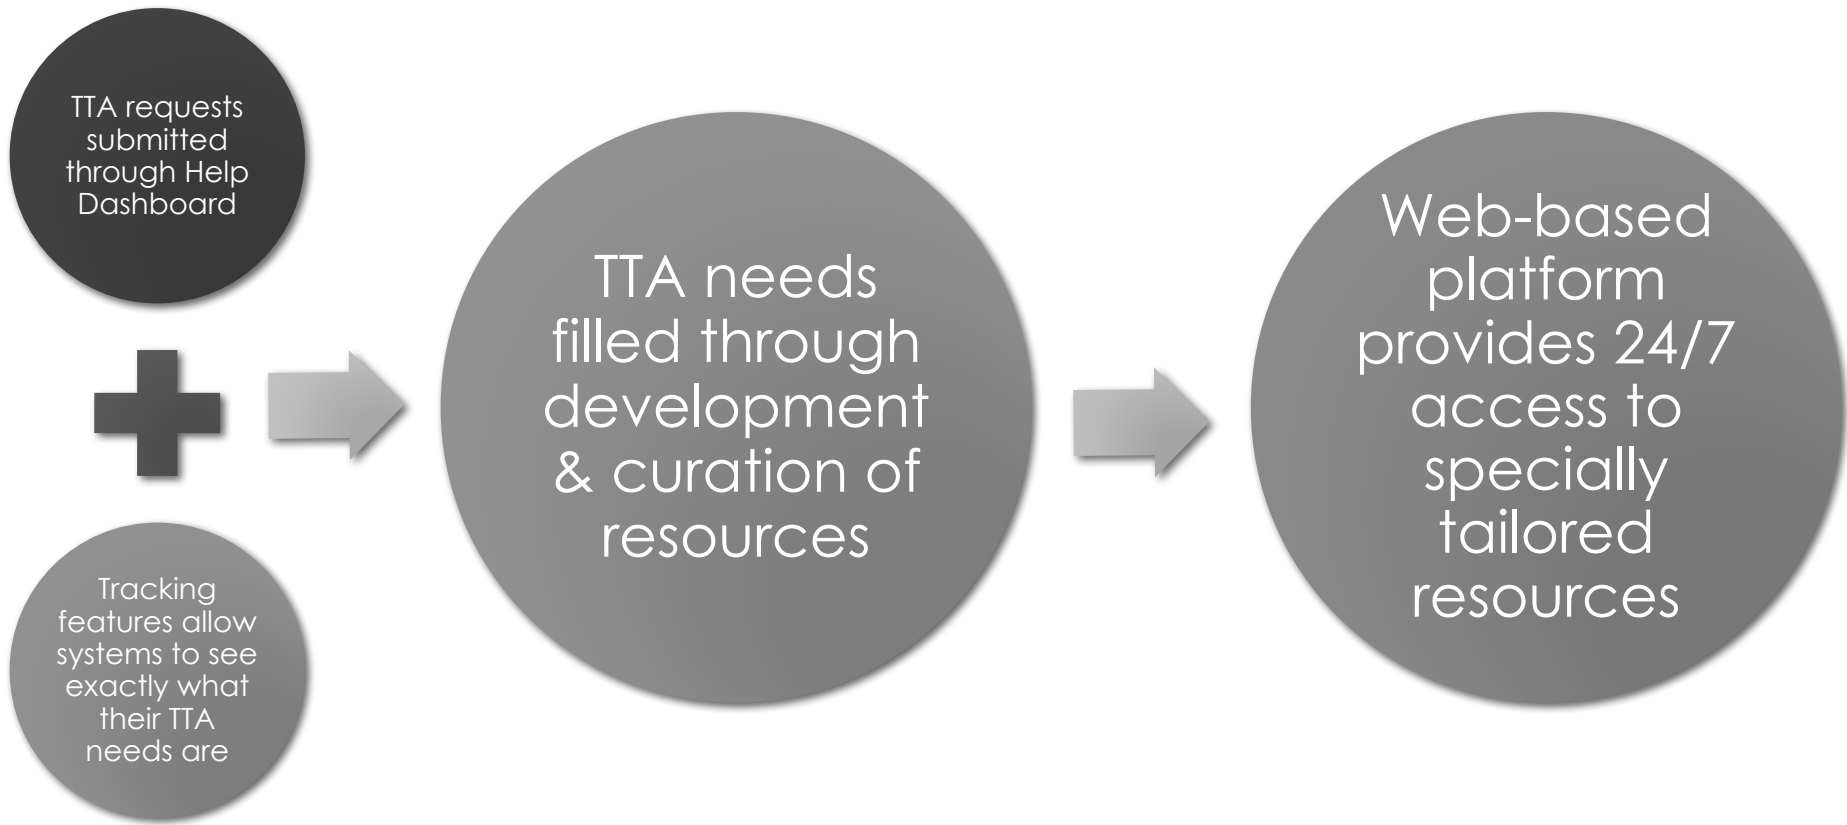 TTA requests
submitted
through Help
Dashboard
Tracking
features allow
systems to see
exactly what
their TTA
needs are
TTA needs
filled through
development
& curation of
resources
Web-based
platform
provides 24/7
access to
specially
tailored
resources